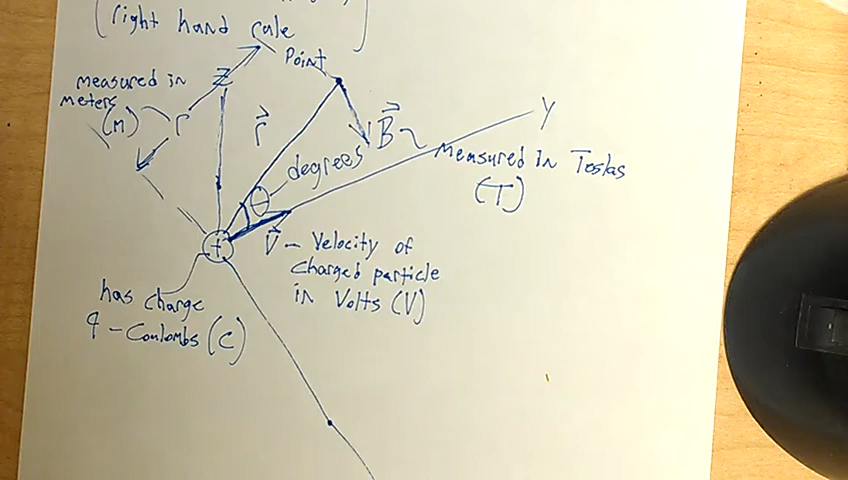 (right hand rule)
Z
Point
measured in
meters
(M)
r
r
B
Y
degrees
θ
Measured in Teslas
(T)
+
V - Velocity of
Charged particle
in Volts (V)
has charge
q - Coulombs (C)